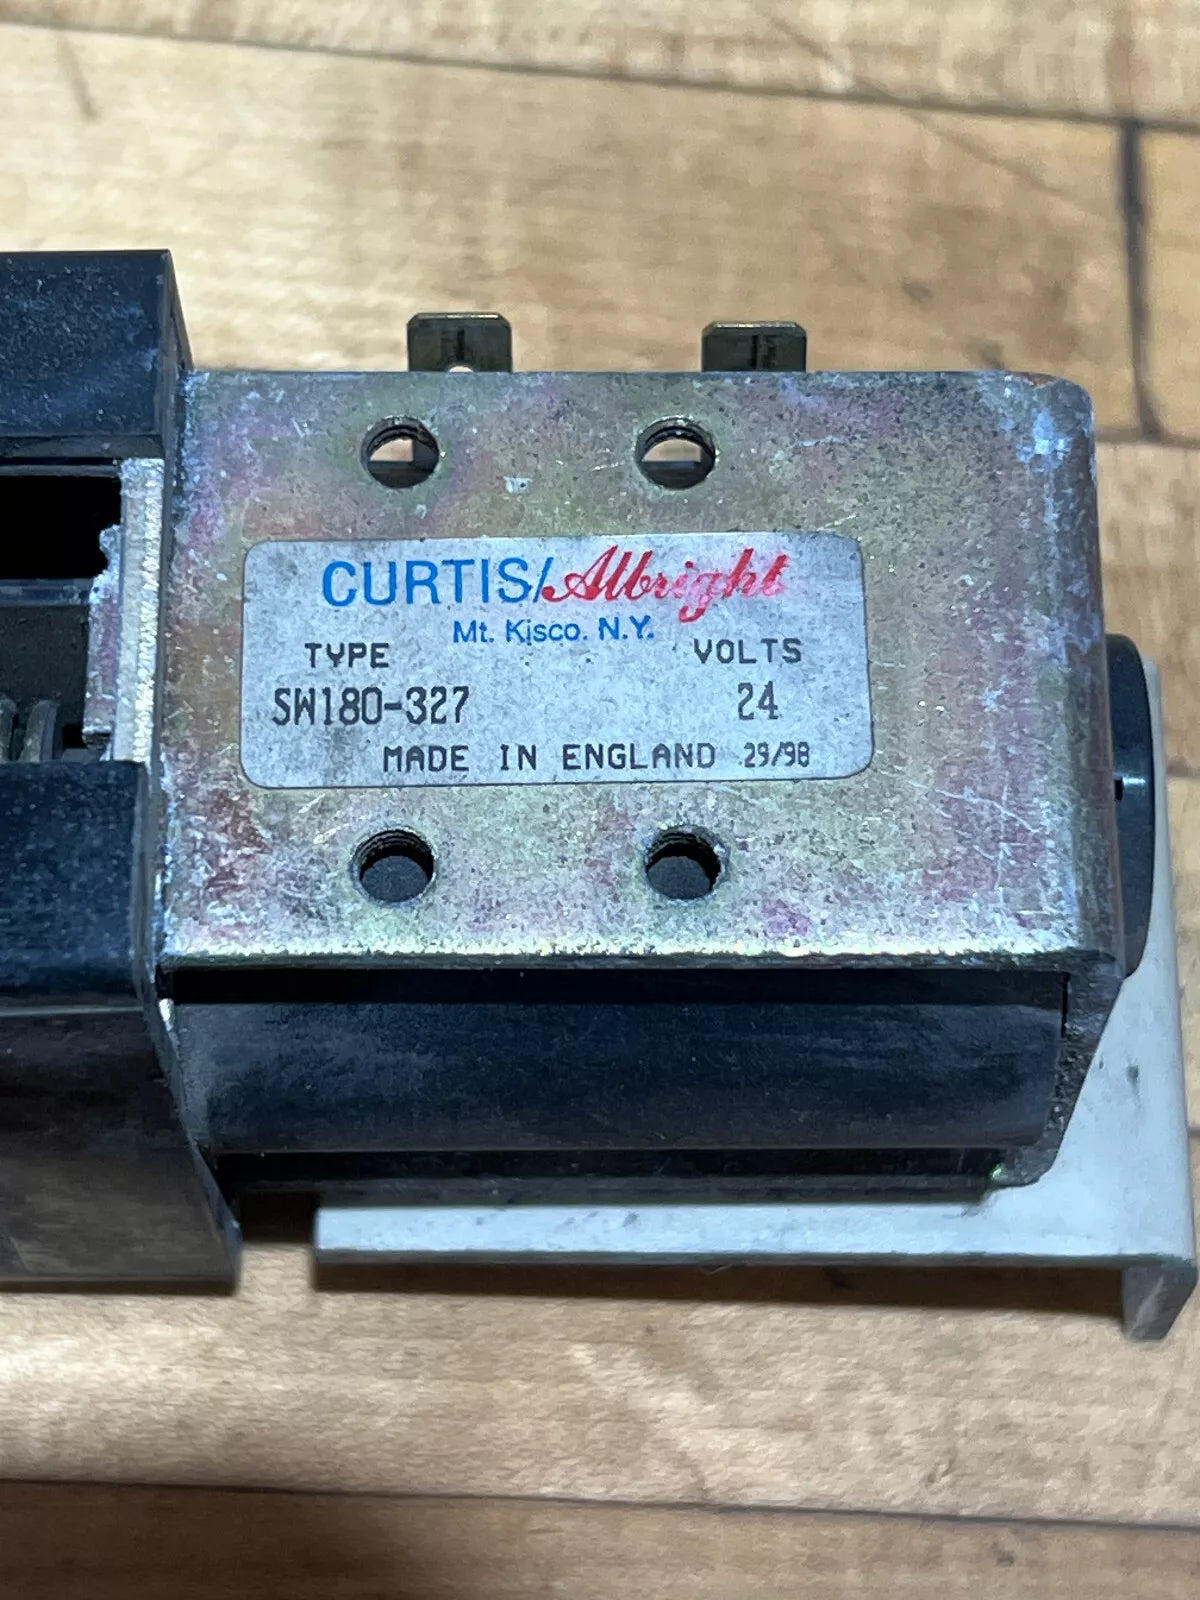 CURTIS/Albright
Mt. Kisco. N.Y.
TYPE VOLTS
SW180-327 24
MADE IN ENGLAND 29/98